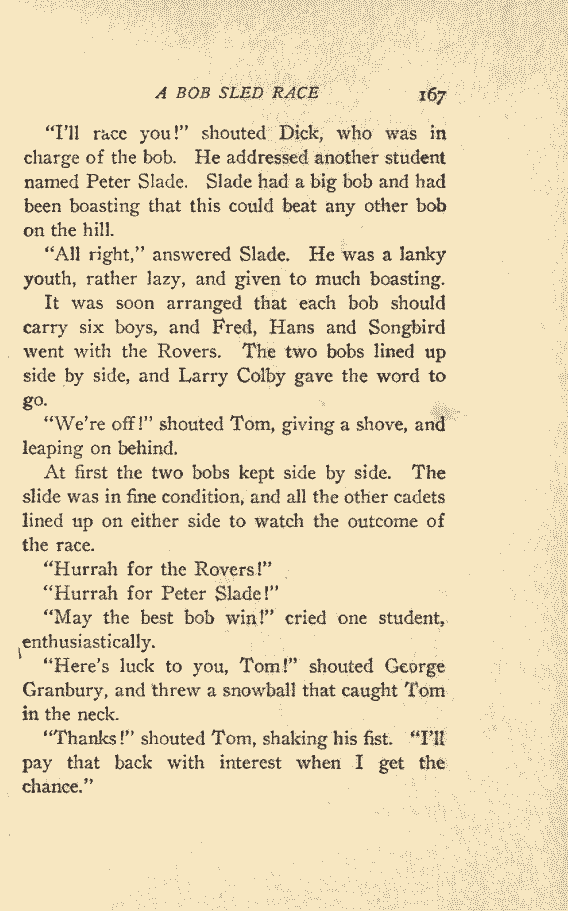 A BOB SLED RACE 167
"I'll race you!" shouted Dick, who was in
charge of the bob. He addressed another student
named Peter Slade. Slade had a big bob and had
been boasting that this could beat any other bob
on the hill.
"All right," answered Slade. He was a lanky
youth, rather lazy, and given to much boasting.
It was soon arranged that each bob should
carry six boys, and Fred, Hans and Songbird
went with the Rovers. The two bobs lined up
side by side, and Larry Colby gave the word to
go.
"We're off!" shouted Tom, giving a shove, and
leaping on behind.
At first the two bobs kept side by side. The
slide was in fine condition, and all the other cadets
lined up on either side to watch the outcome of
the race.
"Hurrah for the Rovers!"
"Hurrah for Peter Slade!"
"May the best bob win!" cried one student,
enthusiastically.
"Here's luck to you, Tom!" shouted George
Granbury, and threw a snowball that caught Tom
in the neck.
"Thanks!" shouted Tom, shaking his fist. "I'll
pay that back with interest when I get the
chance."